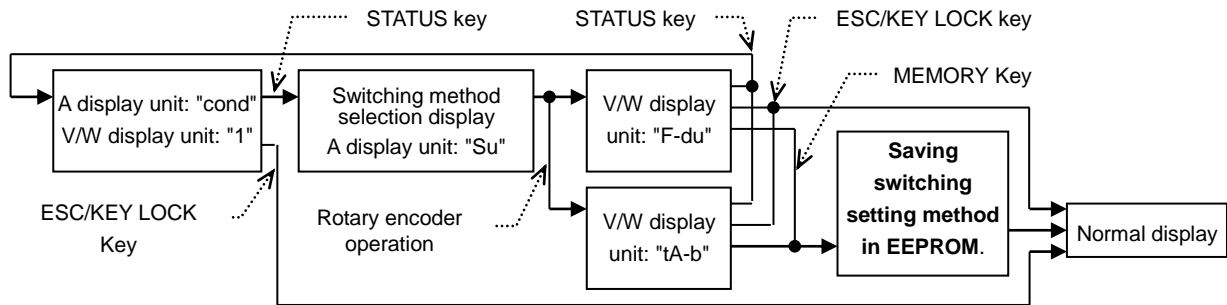 STATUS key
STATUS key
ESC/KEY LOCK key
MEMORY Key
A display unit: "cond"
V/W display unit: "1"
Switching method
selection display
A display unit: "Su"
V/W display
unit: "F-du"
Saving
switching
setting method
in EEPROM.
ESC/KEY LOCK
Key
Rotary encoder
operation
V/W display
unit: "tA-b"
Normal display